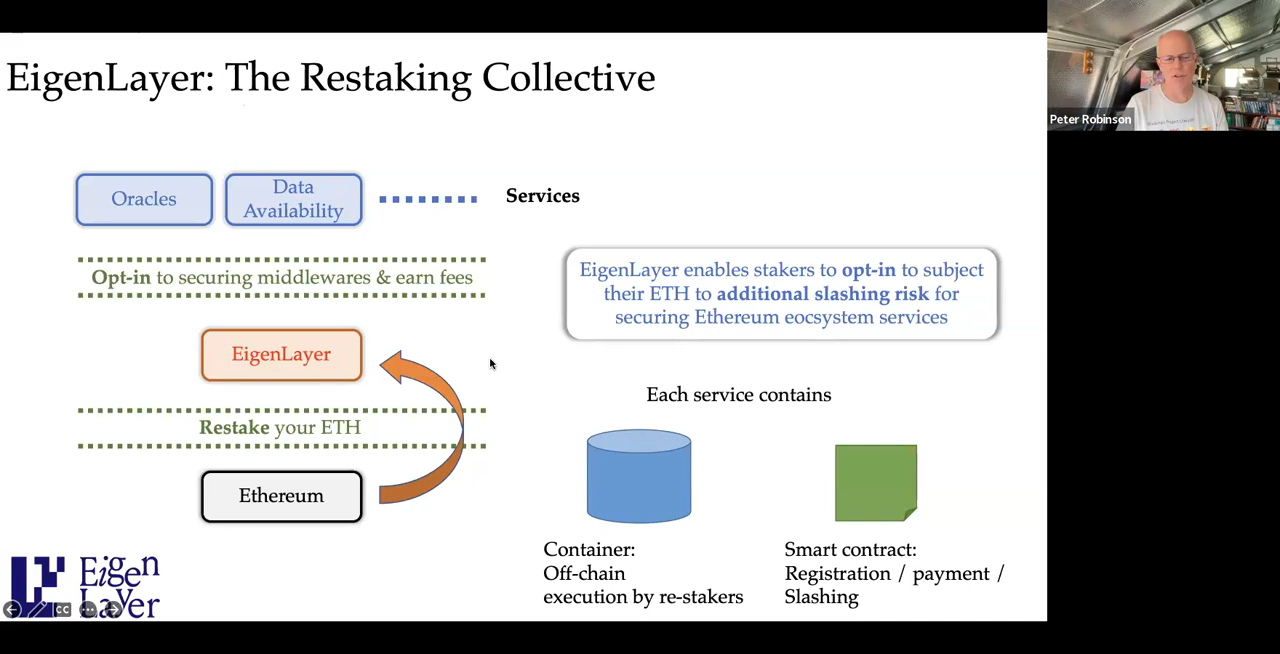 EigenLayer: The Restaking Collective
Peter Robinson
Oracles
Data
Availability
Services
Opt-in to securing middlewares & earn fees
EigenLayer enables stakers to opt-in to subject
their ETH to additional slashing risk for
securing Ethereum eocsystem services
EigenLayer
Each service contains
Restake your ETH
Ethereum
Container:
Off-chain
execution by re-stakers
Smart contract:
Registration / payment /
Slashing
Eigen
Layer
CC